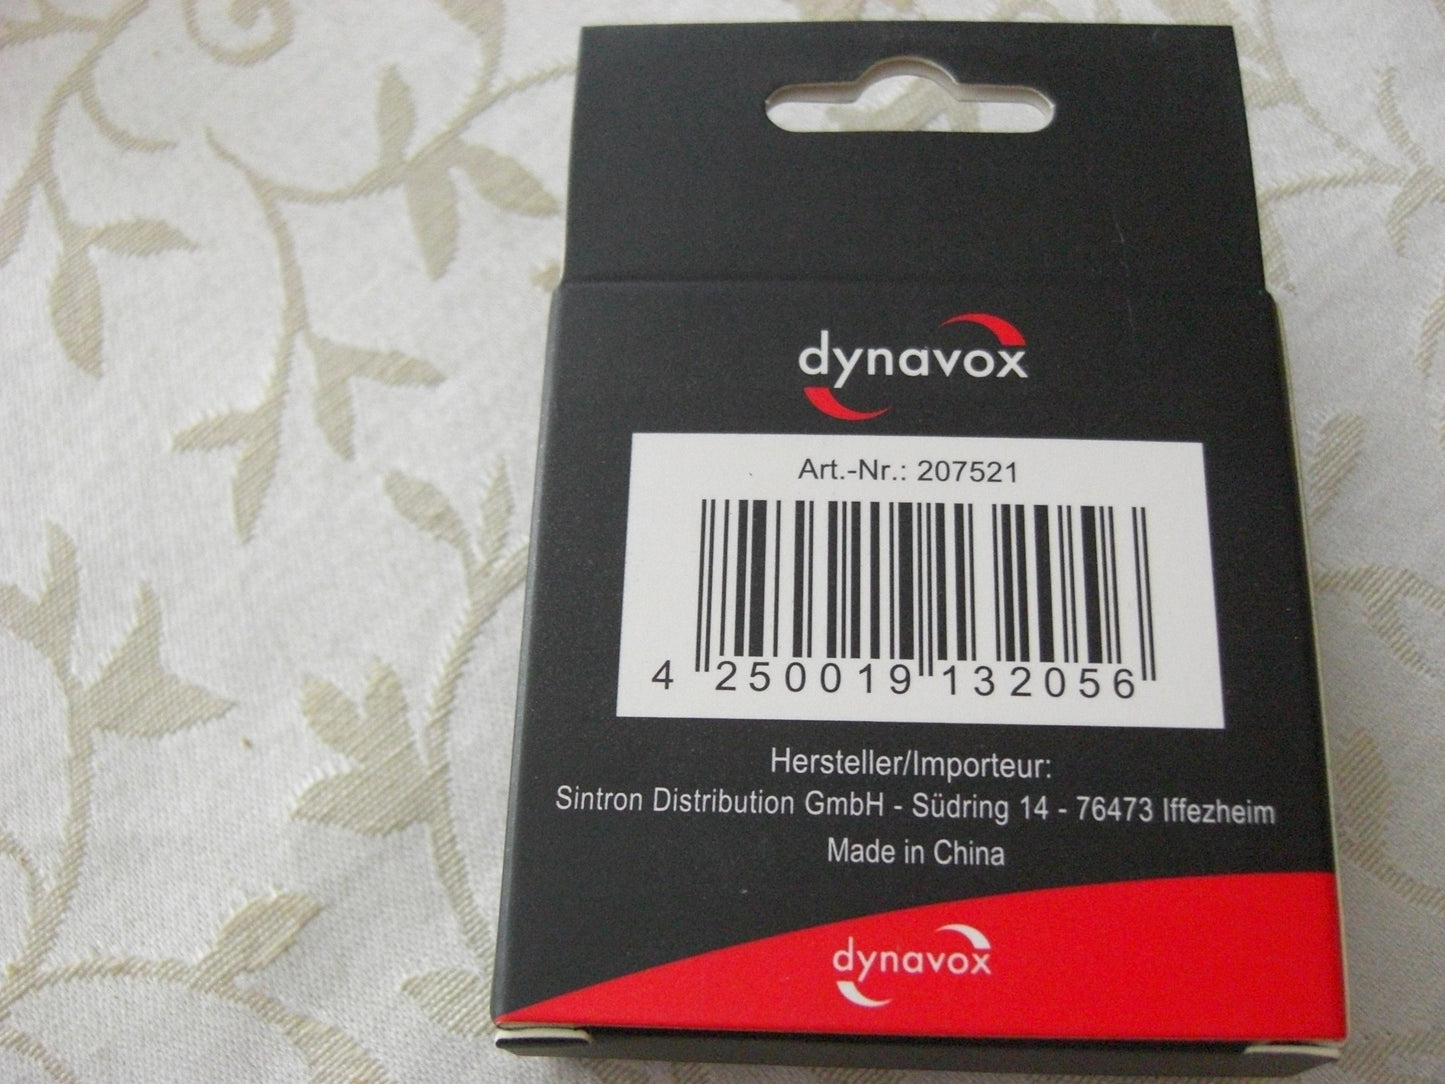 dynavox
Art.-Nr.: 207521
4 250019 132056
Hersteller/Importeur:
Sintron Distribution GmbH - Südring 14 - 76473 Iffezheim
Made in China
dynavox